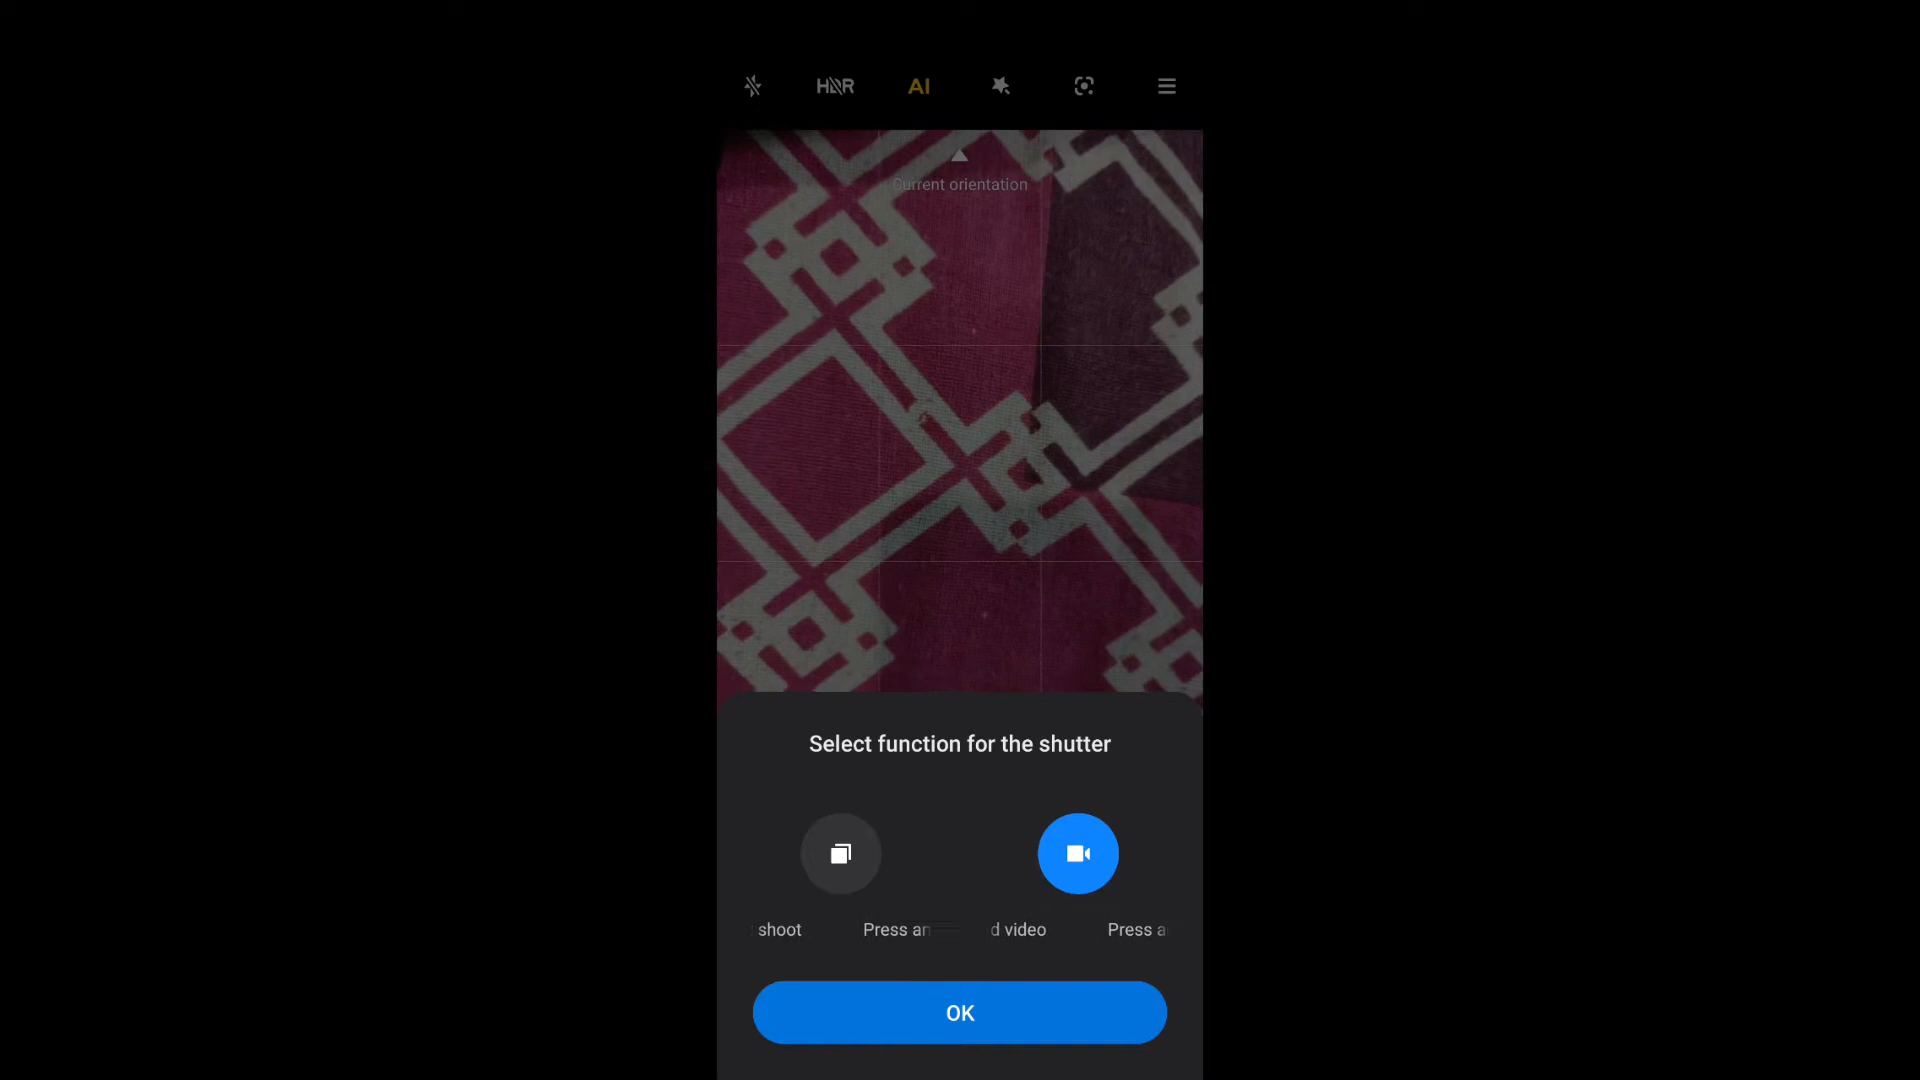 HDR AI
Current orientation
Select function for the shutter
shoot Press an d video Press a
OK